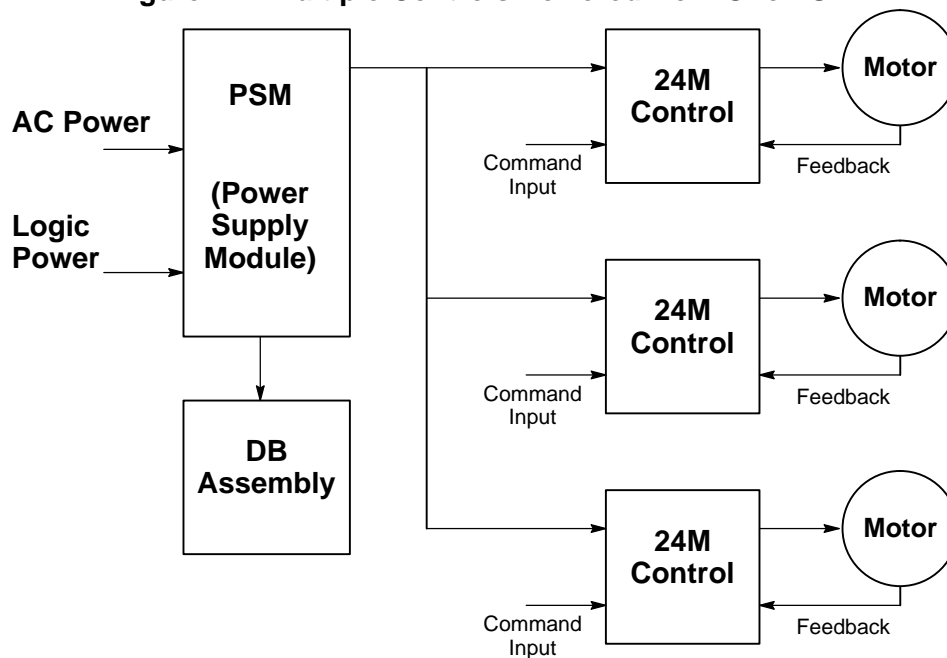 PSM
(Power
Supply
Module)
AC Power
Logic
Power
DB
Assembly
24M
Control
Motor
Command
Input
Feedback
24M
Control
Motor
Command
Input
Feedback
24M
Control
Motor
Command
Input
Feedback